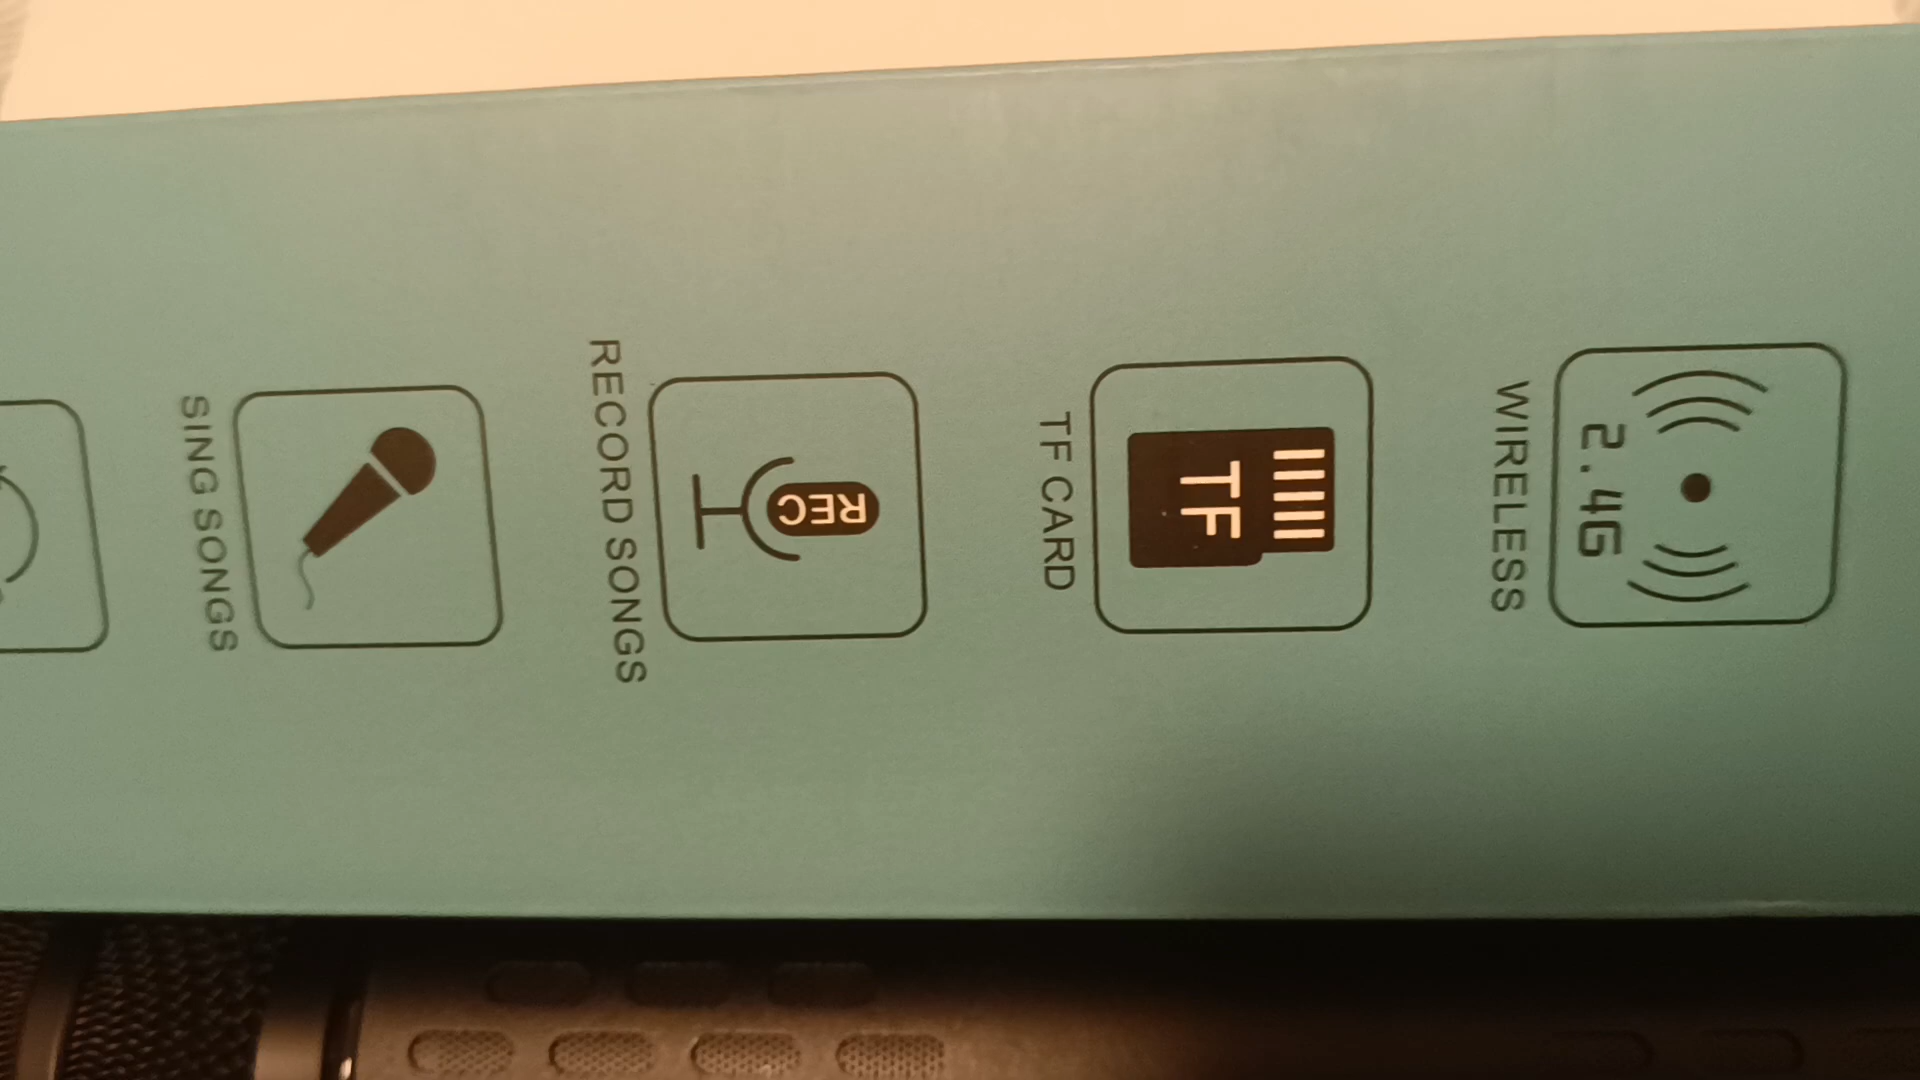 SING SONGS
REC
RECORD SONGS
TF
TF CARD
2.4G
WIRELESS